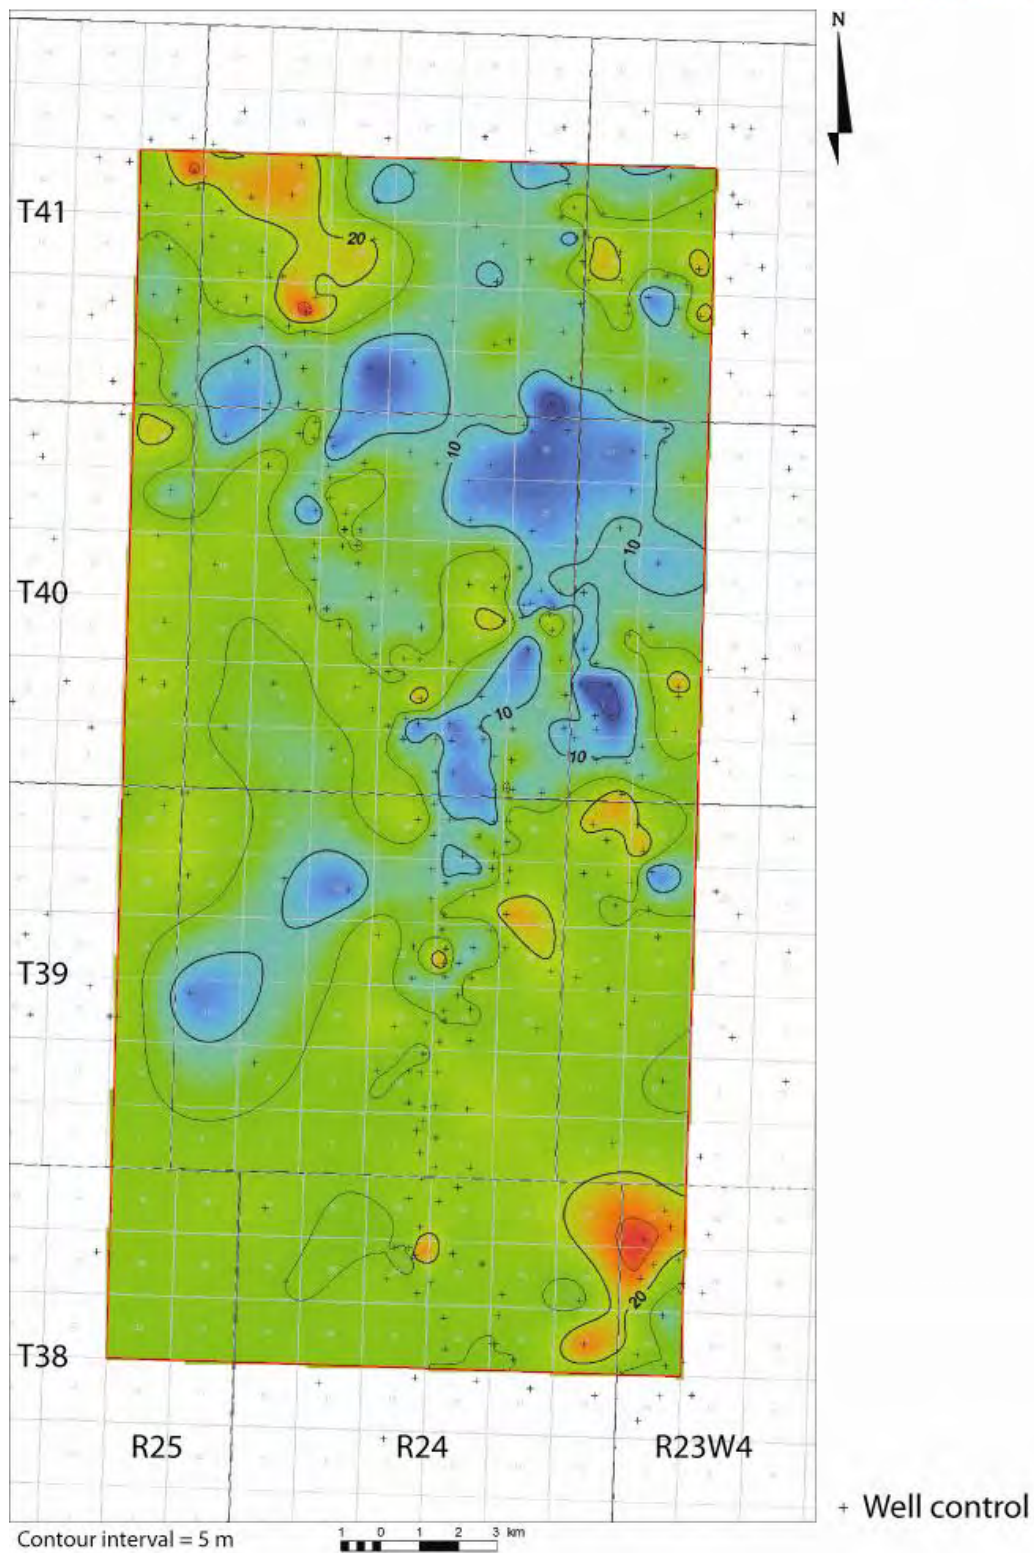 N
T41
20
10
10
T40
10
10
T39
20
T38
R25
R24
R23W4
+ Well control
Contour interval = 5 m
1 0 1 2 3 km